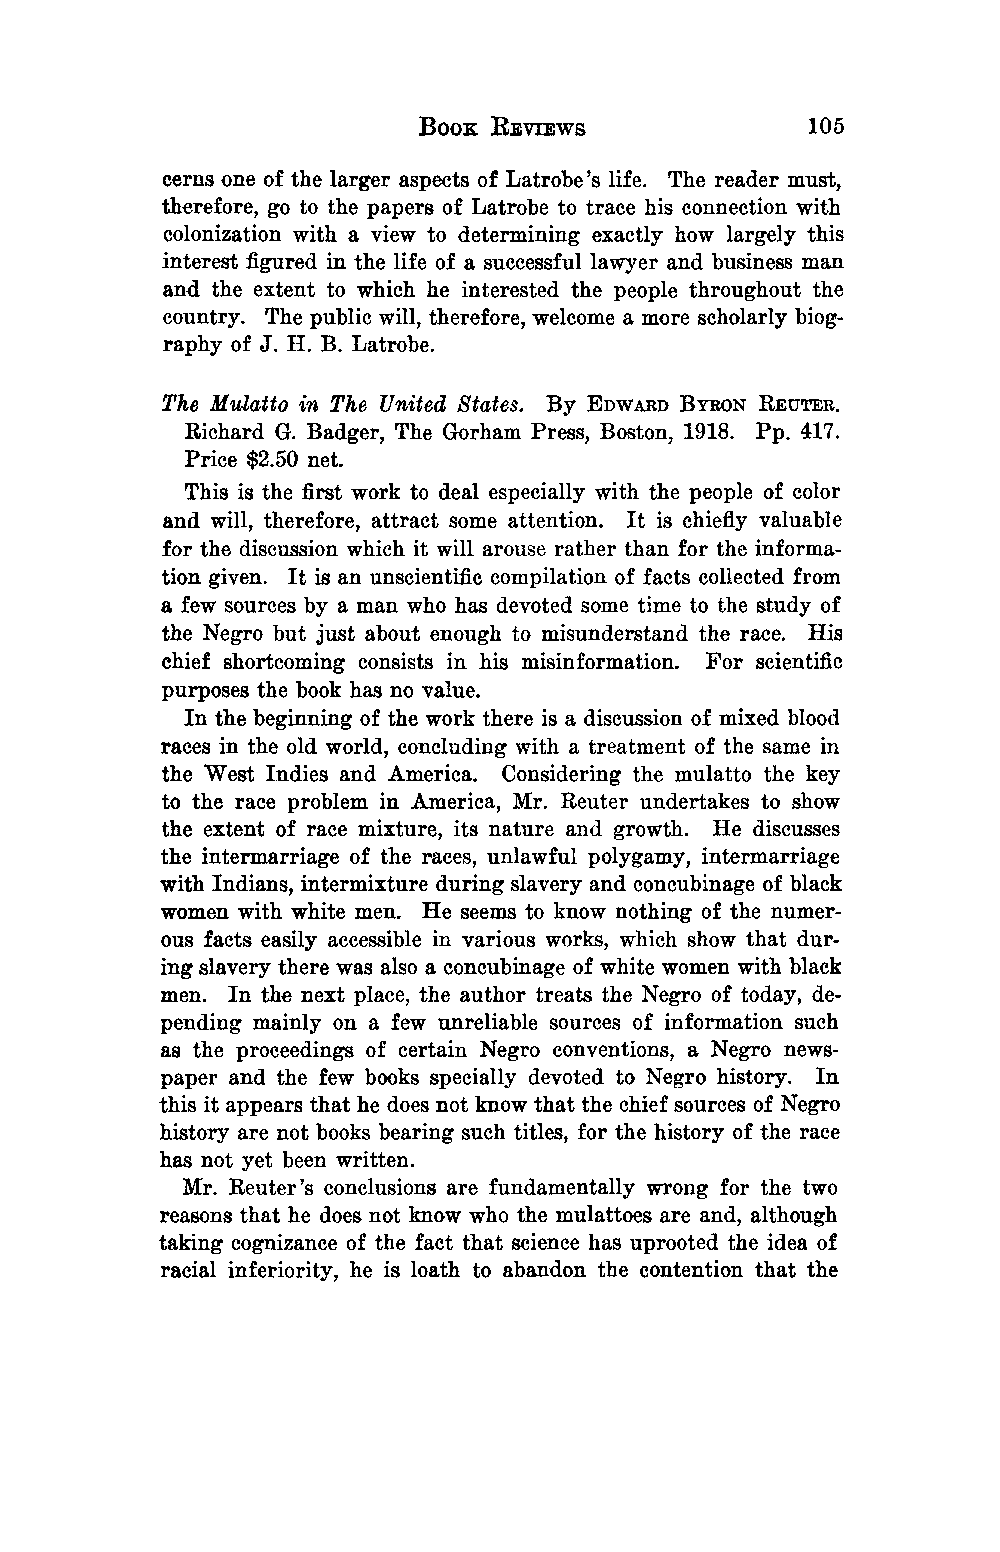 BOOK REVIEWS 105
cerns one of the larger aspects of Latrobe's life. The reader must,
therefore, go to the papers of Latrobe to trace his connection with
colonization with a view to determining exactly how largely this
interest figured in the life of a successful lawyer and business man
and the extent to which he interested the people throughout the
country. The public will, therefore, welcome a more scholarly biog-
raphy of J. H. B. Latrobe.
The Mulatto in The United States. By EDWARD BYRON REUTER.
Richard G. Badger, The Gorham Press, Boston, 1918. Pp. 417.
Price $2.50 net.
This is the first work to deal especially with the people of color
and will, therefore, attract some attention. It is chiefly valuable
for the discussion which it will arouse rather than for the informa-
tion given. It is an unscientific compilation of facts collected from
a few sources by a man who has devoted some time to the study of
the Negro but just about enough to misunderstand the race. His
chief shortcoming consists in his misinformation. For scientific
purposes the book has no value.
In the beginning of the work there is a discussion of mixed blood
races in the old world, concluding with a treatment of the same in
the West Indies and America. Considering the mulatto the key
to the race problem in America, Mr. Reuter undertakes to show
the extent of race mixture, its nature and growth. He discusses
the intermarriage of the races, unlawful polygamy, intermarriage
with Indians, intermixture during slavery and concubinage of black
women with white men. He seems to know nothing of the numer-
ous facts easily accessible in various works, which show that dur-
ing slavery there was also a concubinage of white women with black
men. In the next place, the author treats the Negro of today, de-
pending mainly on a few unreliable sources of information such
as the proceedings of certain Negro conventions, a Negro news-
paper and the few books specially devoted to Negro history. In
this it appears that he does not know that the chief sources of Negro
history are not books bearing such titles, for the history of the race
has not yet been written.
Mr. Reuter's conclusions are fundamentally wrong for the two
reasons that he does not know who the mulattoes are and, although
taking cognizance of the fact that science has uprooted the idea of
racial inferiority, he is loath to abandon the contention that the